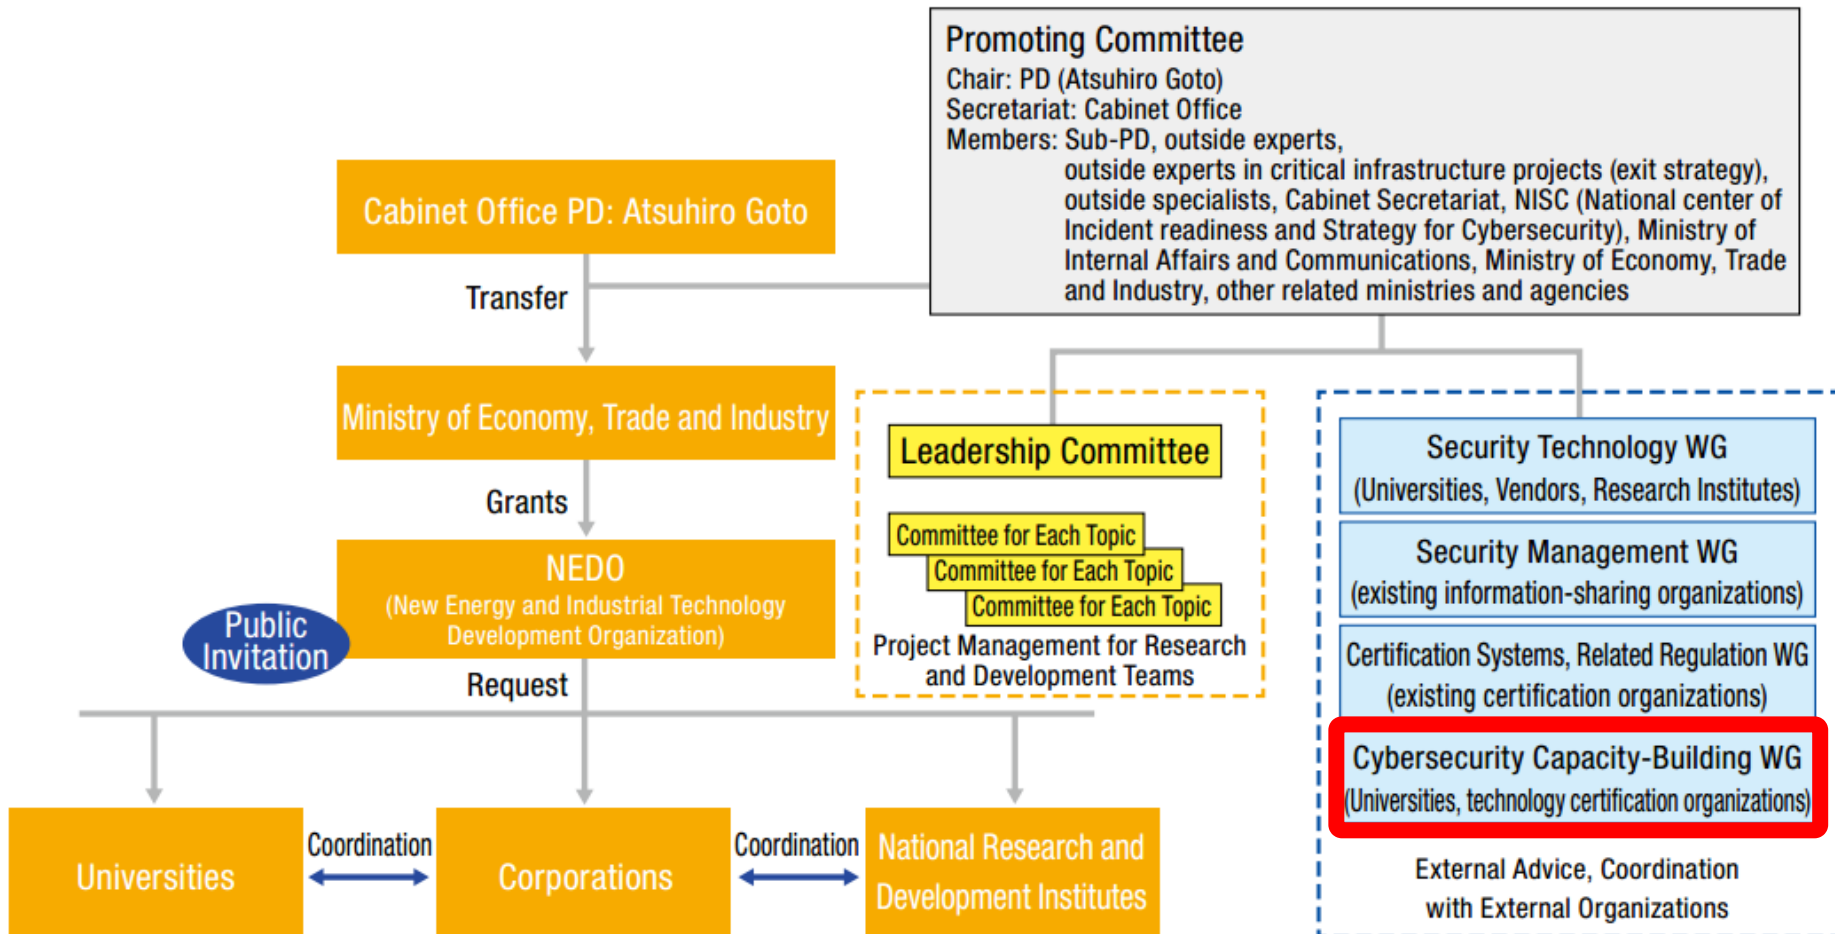 Promoting Committee
Chair: PD (Atsuhiro Goto)
Secretariat: Cabinet Office
Members: Sub-PD, outside experts,
outside experts in critical infrastructure projects (exit strategy),
outside specialists, Cabinet Secretariat, NISC (National center of
Incident readiness and Strategy for Cybersecurity), Ministry of
Internal Affairs and Communications, Ministry of Economy, Trade
and Industry, other related ministries and agencies
Cabinet Office PD: Atsuhiro Goto
Transfer
Ministry of Economy, Trade and Industry
Grants
NEDO
(New Energy and Industrial Technology
Development Organization)
Public
Invitation
Request
Universities
Coordination
Corporations
Coordination
National Research and
Development Institutes
Leadership Committee
Committee for Each Topic
Committee for Each Topic
Committee for Each Topic
Project Management for Research
and Development Teams
Security Technology WG
(Universities, Vendors, Research Institutes)
Security Management WG
(existing information-sharing organizations)
Certification Systems, Related Regulation WG
(existing certification organizations)
Cybersecurity Capacity-Building WG
(Universities, technology certification organizations)
External Advice, Coordination
with External Organizations